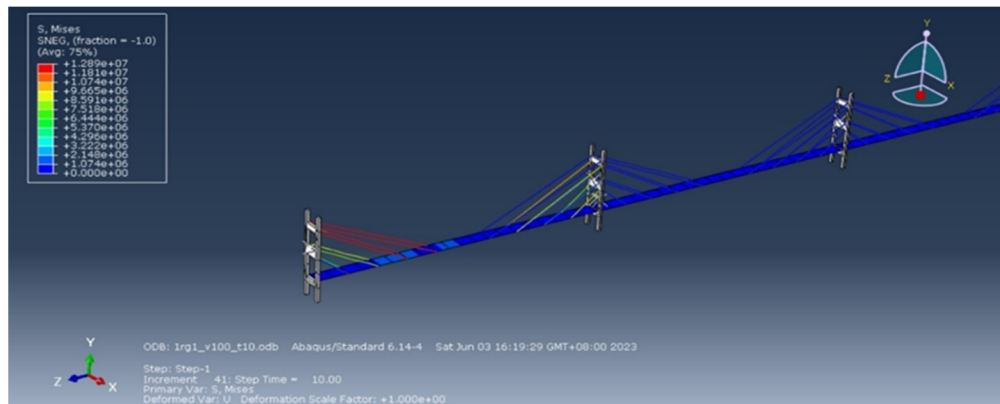 S, Mises
SNEG, (fraction = -1.0)
(Avg: 75%)
+1.289e+07
+1.181e+07
+1.074e+07
+9.665e+06
+8.591e+06
+7.518e+06
+6.444e+06
+5.370e+06
+4.296e+06
+3.222e+06
+2.148e+06
+1.074e+06
+0.000e+00
Y
Z
X
Y
Z
X
ODB: 1rg1_v100_t10.odb Abaqus/Standard 6.14-4 Sat Jun 03 16:19:29 GMT+08:00 2023
Step: Step-1
Increment 41: Step Time = 10.00
Primary Var: S, Mises
Deformed Var: U Deformation Scale Factor: +1.000e+00